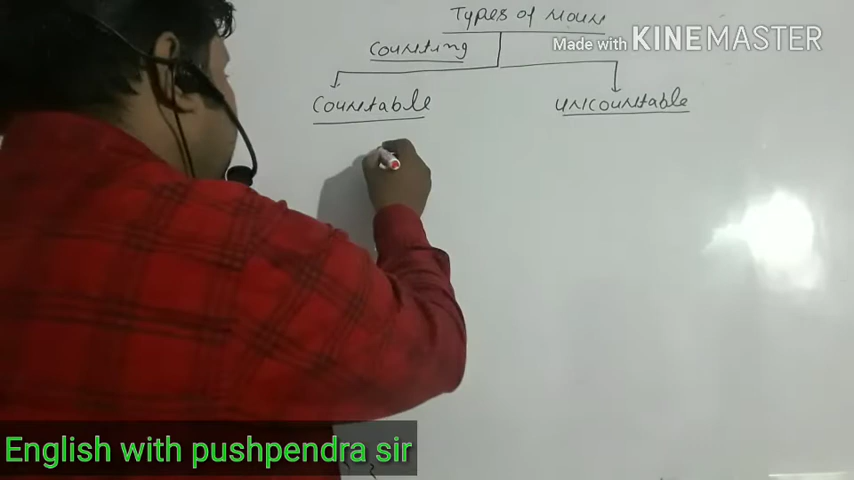 Types of Noun
Counting
Made with KINEMASTER
Countable
uncountable
English with pushpendra sir